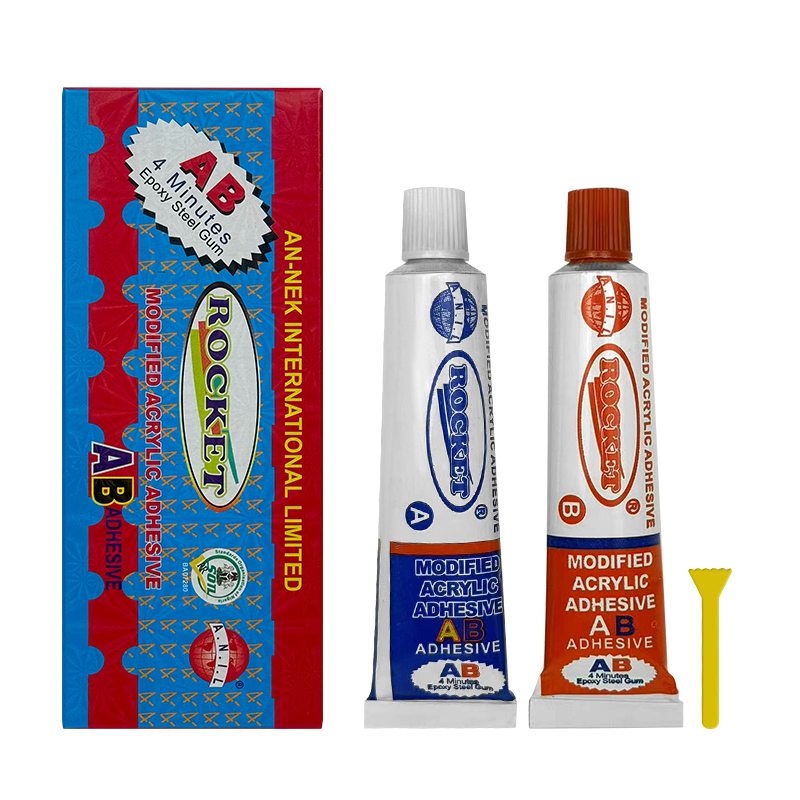 AB
4 Minutes
Epoxy Steel Gum
AN-NEK INTERNATIONAL LIMITED
ROCKET
MODIFIED ACRYLIC ADHESIVE
AB ADHESIVE
SON
BA07280
A.N.I.L
®
A.N.I.L
MODIFIED ACRYLIC ADHESIVE
ROCKET
®
A
MODIFIED
ACRYLIC
ADHESIVE
AB
ADHESIVE
AB
4 Minutes
Epoxy Steel Gum
A.N.I.L
MODIFIED ACRYLIC ADHESIVE
ROCKET
®
B
MODIFIED
ACRYLIC
ADHESIVE
AB
ADHESIVE
AB
4 Minutes
Epoxy Steel Gum